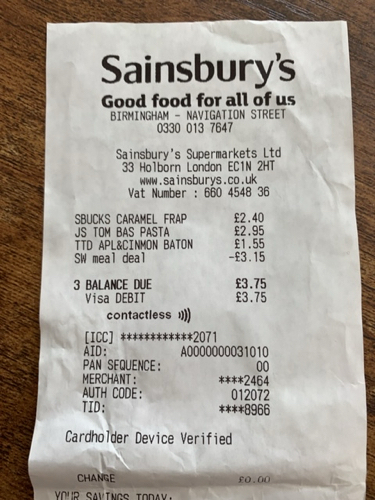 Sainsbury's
Good food for all of us
BIRMINGHAM - NAVIGATION STREET
0330 013 7647
Sainsbury's Supermarkets Ltd
33 Holborn London EC1N 2HT
www.sainsburys.co.uk
Vat Number : 660 4548 36
SBUCKS CARAMEL FRAP £2.40
JS TOM BAS PASTA £2.95
TTD APL&CINMON BATON £1.55
SW meal deal -£3.15
3 BALANCE DUE £3.75
Visa DEBIT £3.75
contactless
[ICC] ************2071
AID: A0000000031010
PAN SEQUENCE: 00
MERCHANT: ****2464
AUTH CODE: 012072
TID: ****8966
Cardholder Device Verified
CHANGE £0.00
YOUR SAVINGS TODAY: